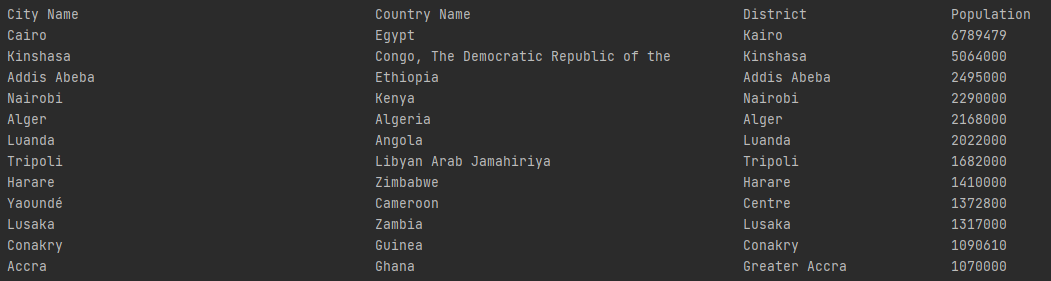 City Name Country Name District Population
Cairo Egypt Kairo 6789479
Kinshasa Congo, The Democratic Republic of the Kinshasa 5064000
Addis Abeba Ethiopia Addis Abeba 2495000
Nairobi Kenya Nairobi 2290000
Alger Algeria Alger 2168000
Luanda Angola Luanda 2022000
Tripoli Libyan Arab Jamahiriya Tripoli 1682000
Harare Zimbabwe Harare 1410000
Yaoundé Cameroon Centre 1372800
Lusaka Zambia Lusaka 1317000
Conakry Guinea Conakry 1090610
Accra Ghana Greater Accra 1070000